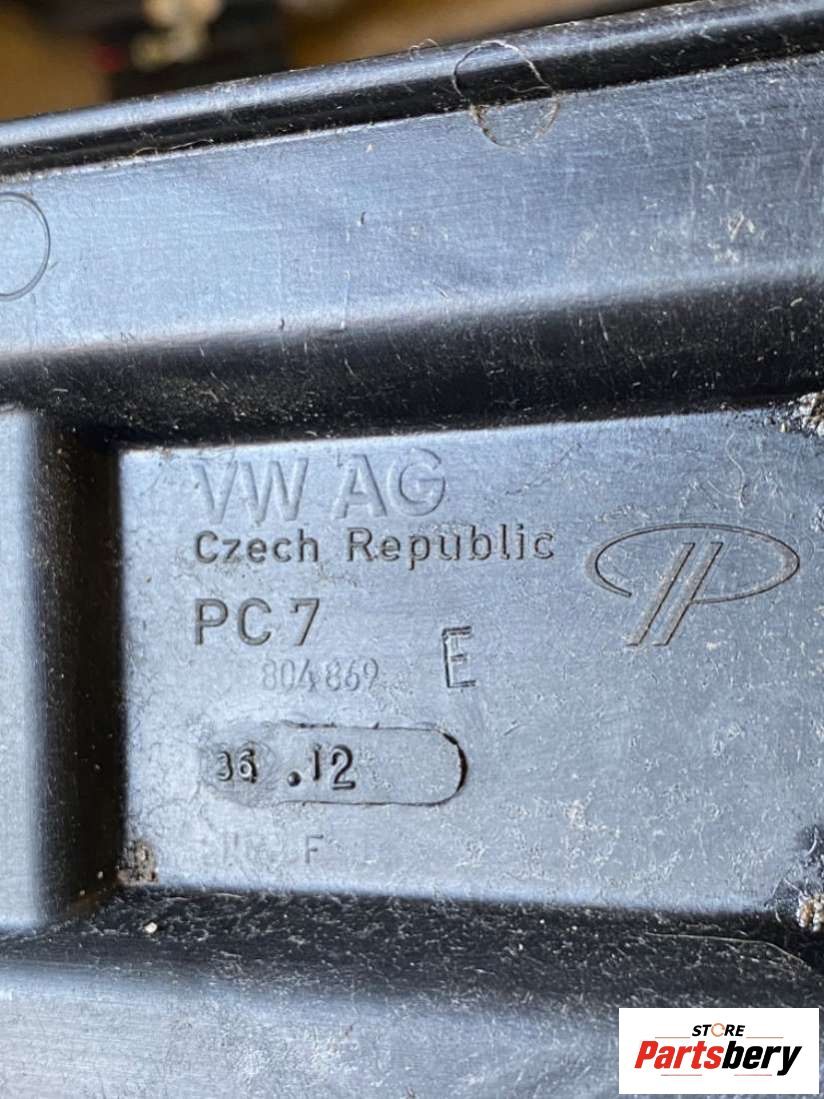 VW AG
Czech Republic
PC 7
804 869
E
36 .12
F
STORE
Partsbery